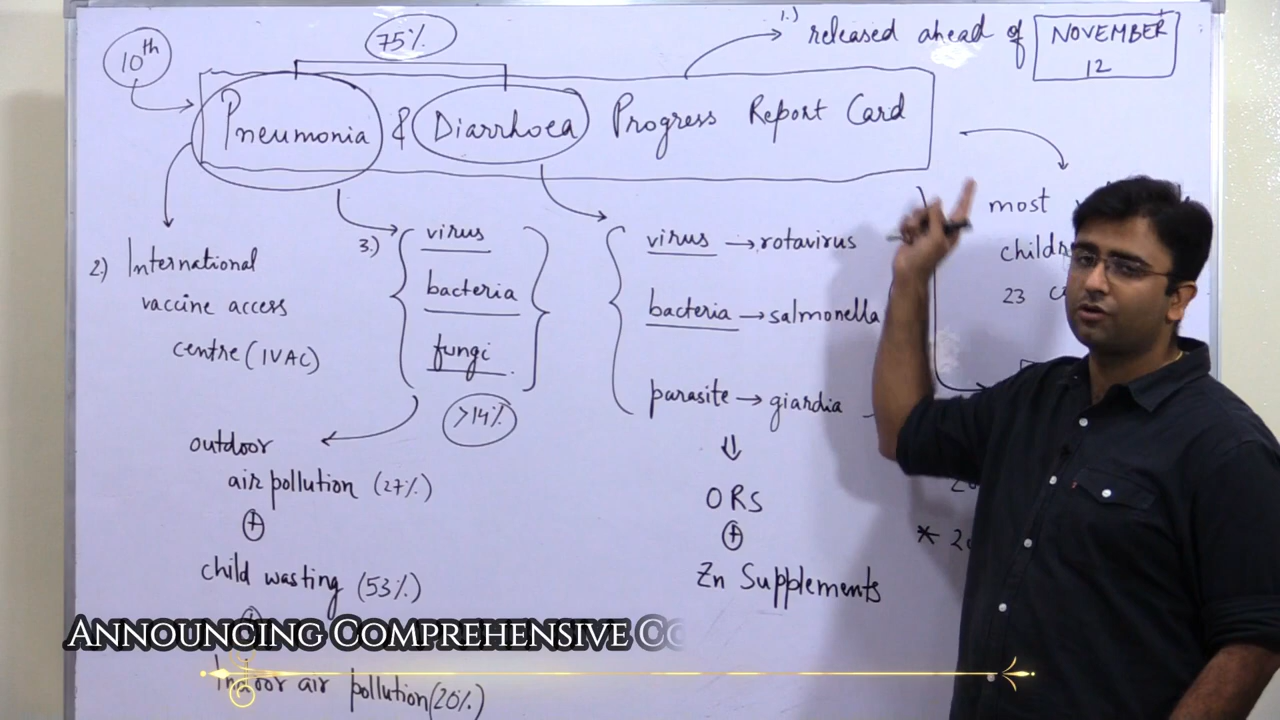 10th
75%
1.) released ahead of NOVEMBER
12
Pneumonia & Diarrhoea Progress Report Card
2) International
vaccine access
centre (IVAC)
3.) virus
bacteria
fungi
>14%
outdoor
air pollution (27%)
+
child wasting (53%)
+
Indoor air pollution (20%)
virus → rotavirus
bacteria → salmonella
parasite → giardia
⇓
ORS
+
Zn Supplements
most
23
*
ANNOUNCING COMPREHENSIVE